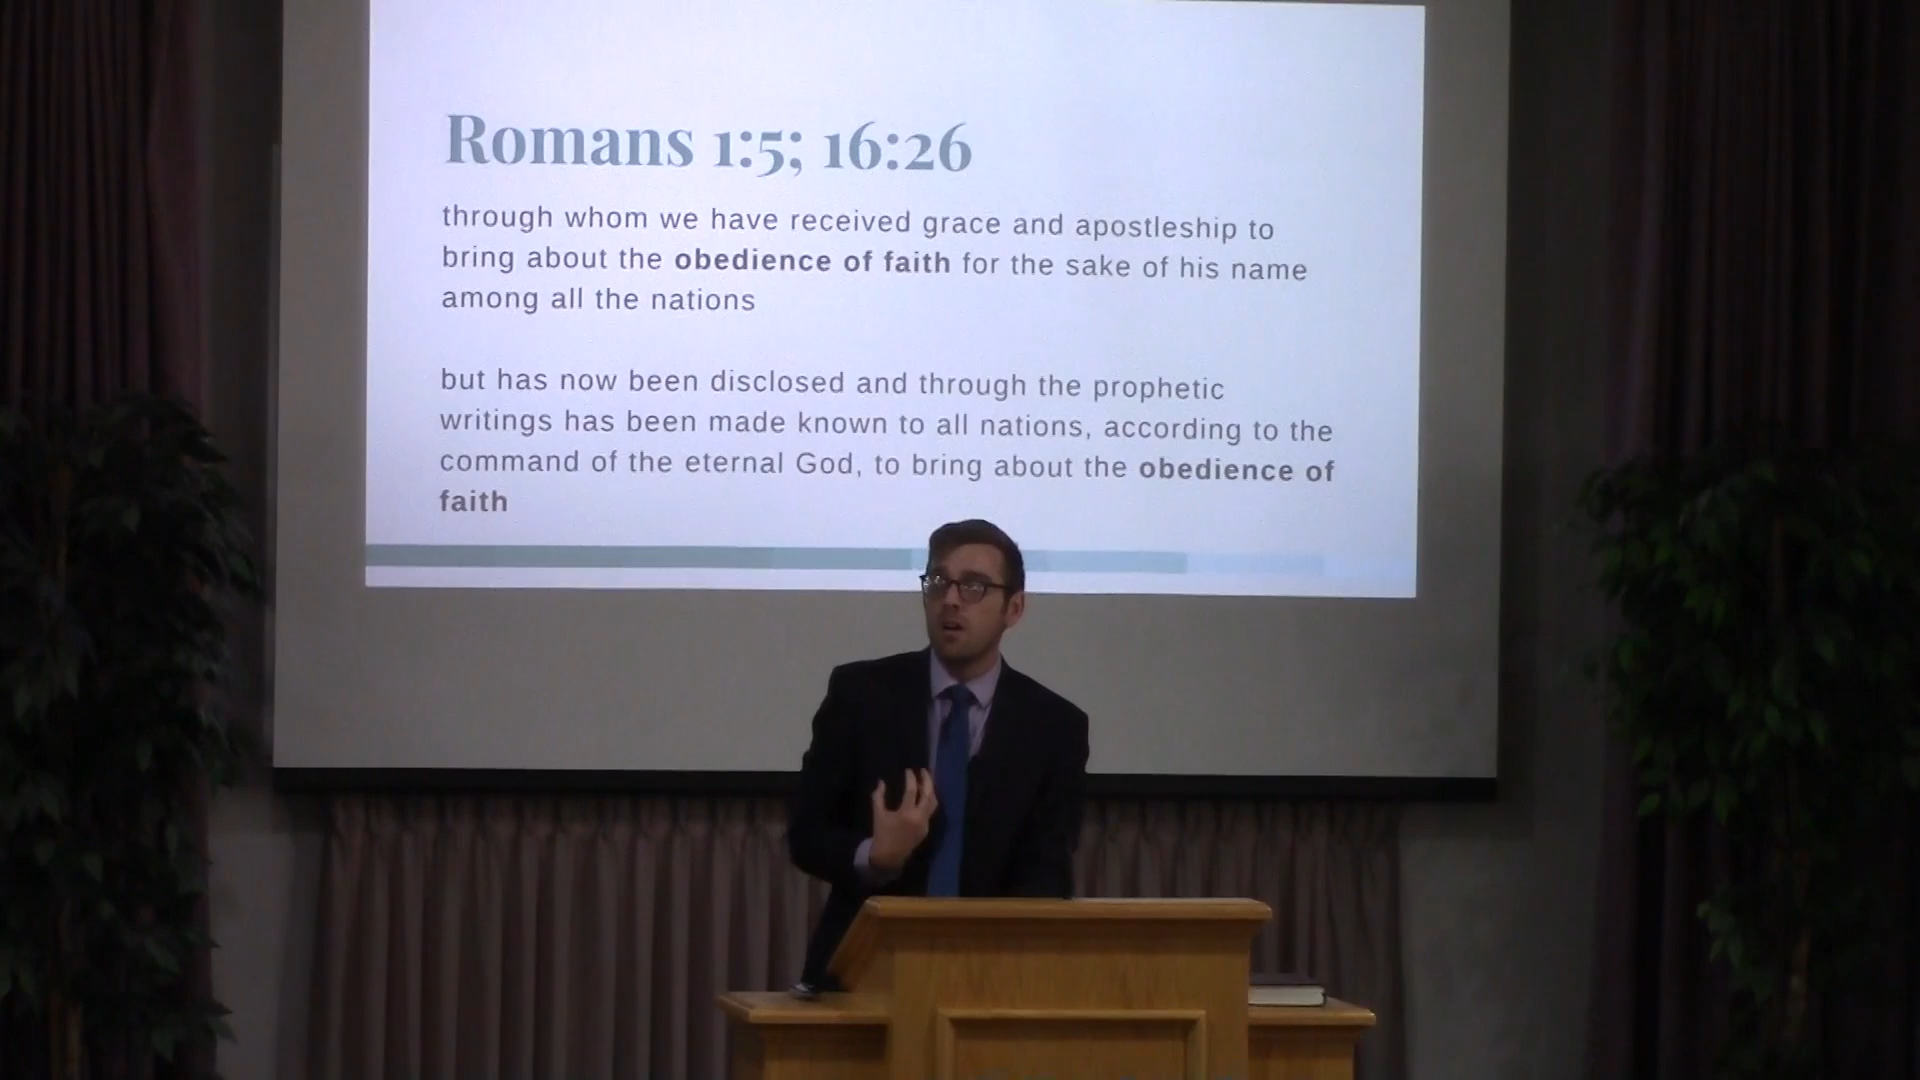 Romans 1:5; 16:26
through whom we have received grace and apostleship to
bring about the obedience of faith for the sake of his name
among all the nations
but has now been disclosed and through the prophetic
writings has been made known to all nations, according to the
command of the eternal God, to bring about the obedience of
faith